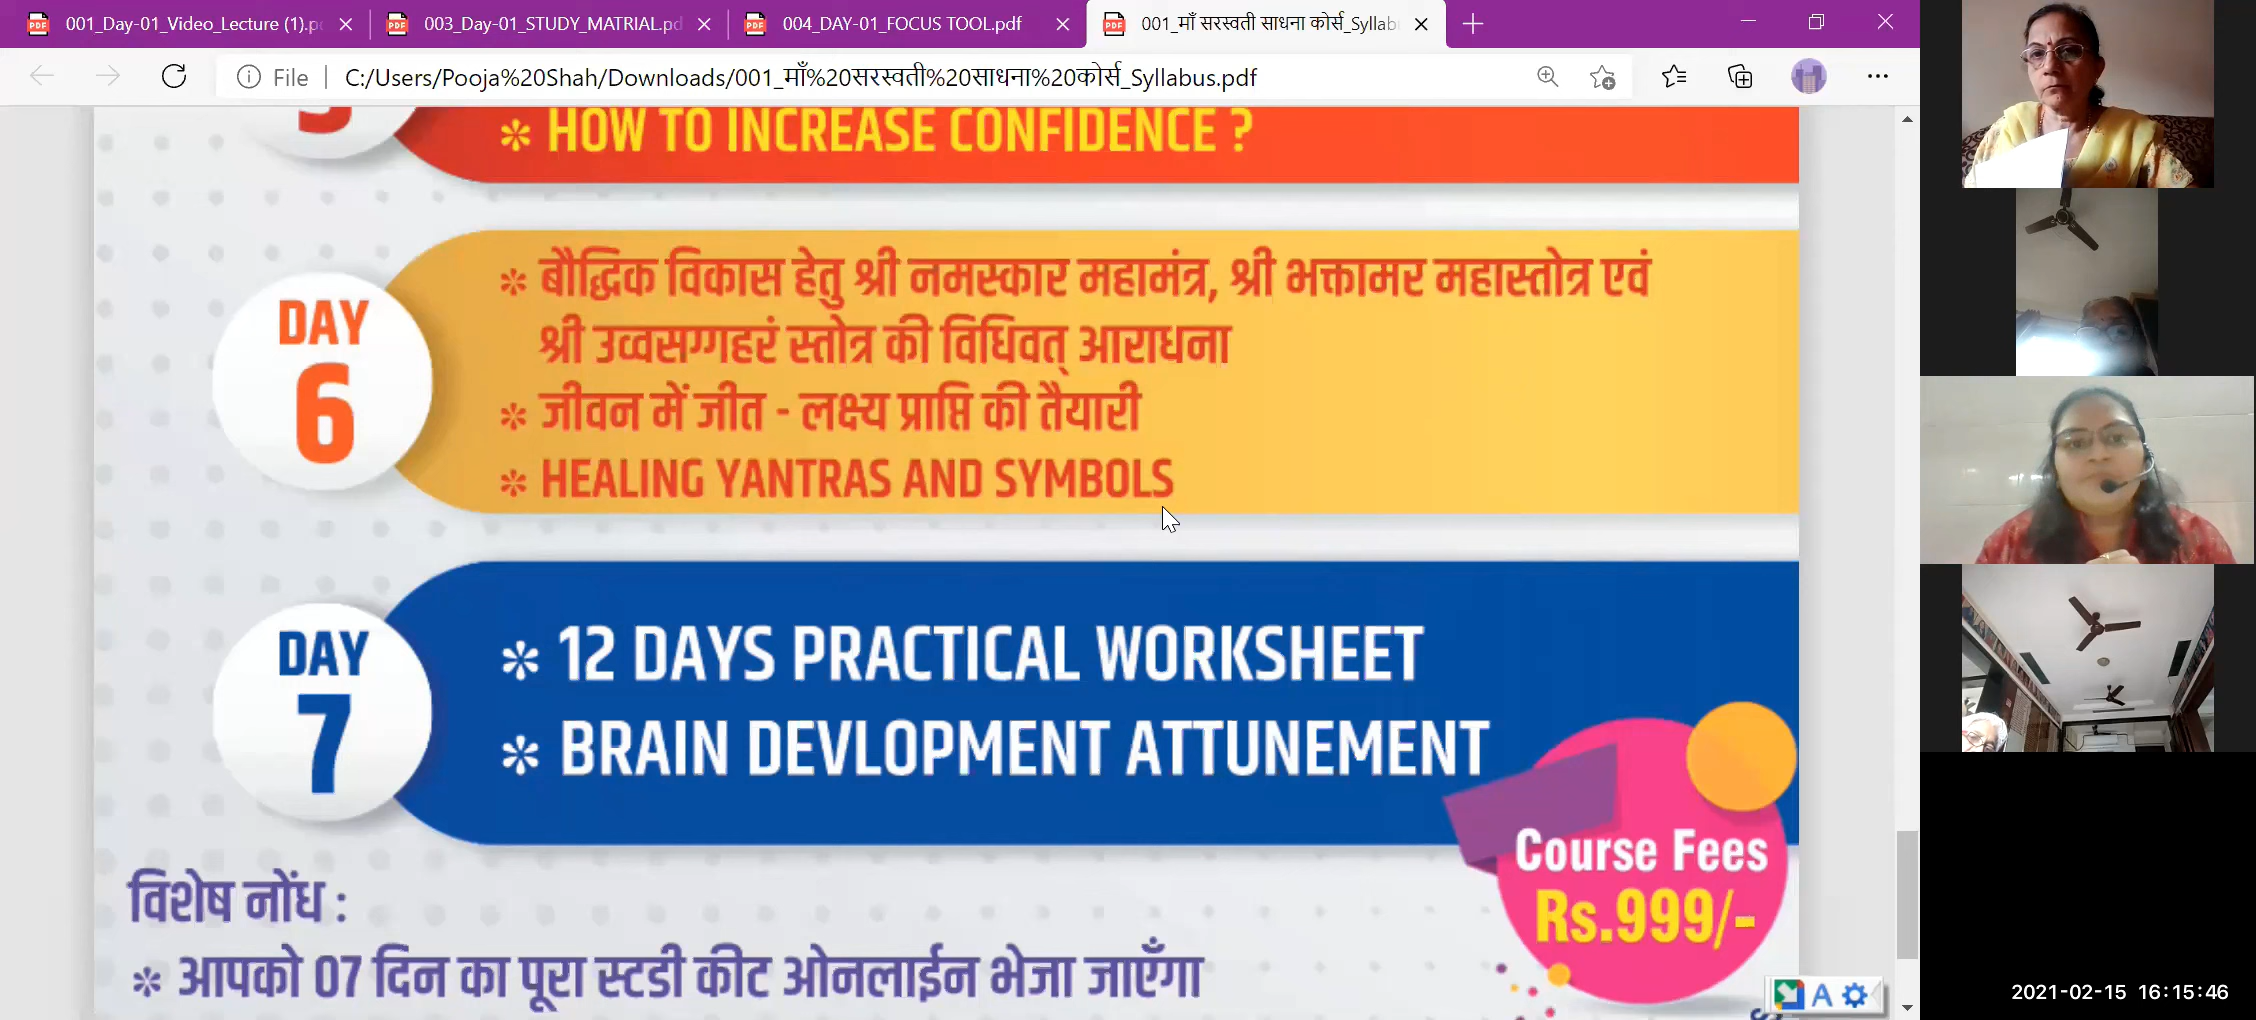 001_Day-01_Video_Lecture (1).p
003_Day-01_STUDY_MATRIAL.pd
004_DAY-01_FOCUS TOOL.pdf
001_माँ सरस्वती साधना कोर्स_Syllab
File
C:/Users/Pooja%20Shah/Downloads/001_माँ%20सरस्वती%20साधना%20कोर्स_Syllabus.pdf
* HOW TO INCREASE CONFIDENCE ?
DAY
6
* बौद्धिक विकास हेतु श्री नमस्कार महामंत्र, श्री भक्तामर महास्तोत्र एवं
श्री उव्वसग्गहरं स्तोत्र की विधिवत् आराधना
* जीवन में जीत - लक्ष्य प्राप्ति की तैयारी
* HEALING YANTRAS AND SYMBOLS
DAY
7
* 12 DAYS PRACTICAL WORKSHEET
* BRAIN DEVLOPMENT ATTUNEMENT
Course Fees
Rs.999/-
विशेष नोंध :
* आपको 07 दिन का पूरा स्टडी कीट ओनलाईन भेजा जाएँगा
A
2021-02-15 16:15:46